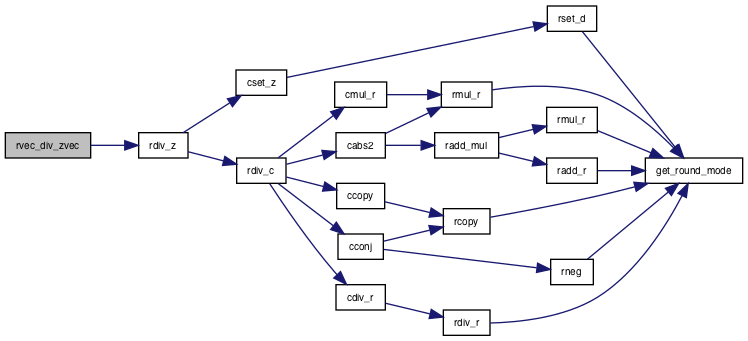 rvec_div_zvec
rdiv_z
cset_z
rdiv_c
cmul_r
cabs2
ccopy
cconj
cdiv_r
rmul_r
radd_mul
rcopy
rdiv_r
rset_d
rmul_r
radd_r
rneg
get_round_mode